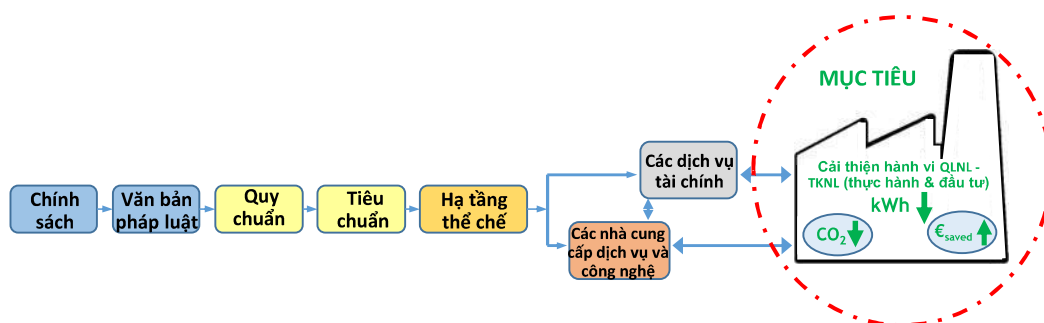 Chính
sách
Văn bản
pháp luật
Quy
chuẩn
Tiêu
chuẩn
Hạ tầng
thể chế
Các dịch vụ
tài chính
Các nhà cung
cấp dịch vụ và
công nghệ
MỤC TIÊU
Cải thiện hành vi QLNL -
TKNL (thực hành & đầu tư)
kWh
CO₂
€saved